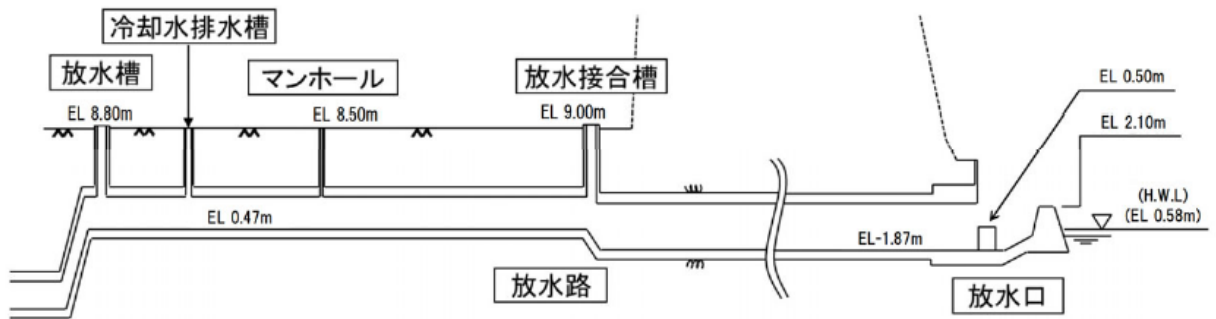 冷却水排水槽
放水槽
マンホール
放水接合槽
EL 0.50m
EL 8.80m
EL 8.50m
EL 9.00m
EL 2.10m
(H.W.L)
(EL 0.58m)
EL 0.47m
EL-1.87m
放水路
放水口